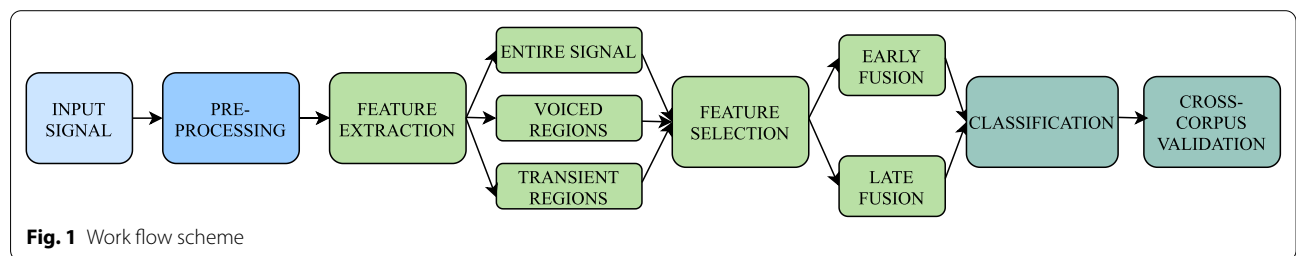 INPUT
SIGNAL
PRE-
PROCESSING
FEATURE
EXTRACTION
ENTIRE SIGNAL
VOICED
REGIONS
TRANSIENT
REGIONS
FEATURE
SELECTION
EARLY
FUSION
LATE
FUSION
CLASSIFICATION
CROSS-
CORPUS
VALIDATION
Fig. 1 Work flow scheme